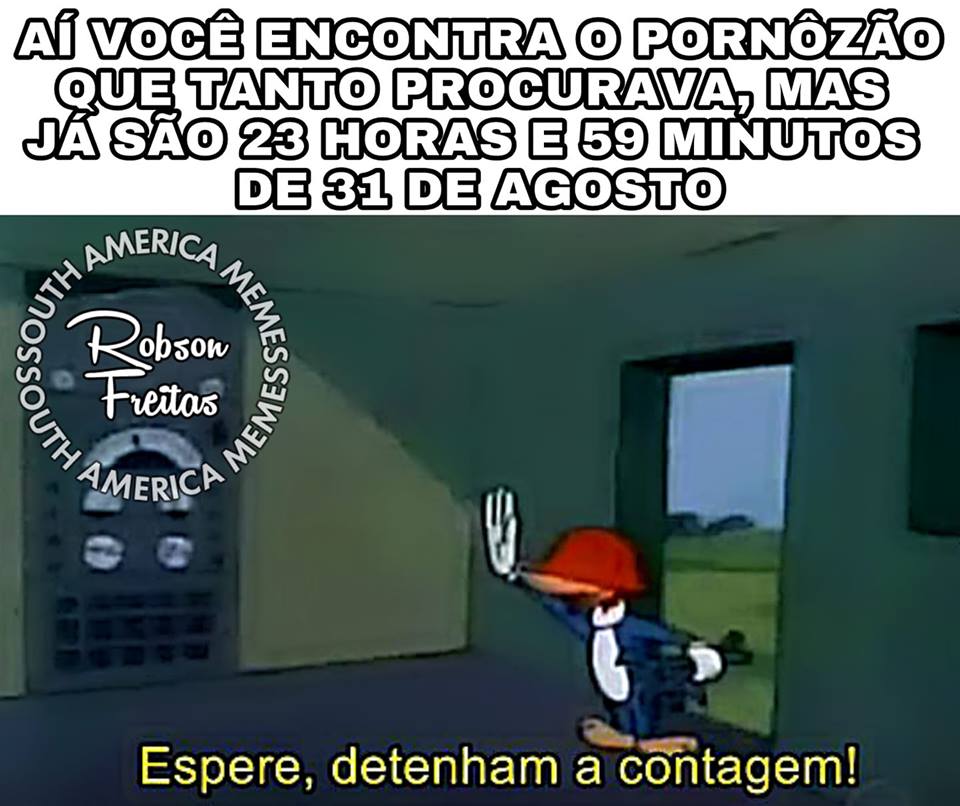 AÍ VOCÊ ENCONTRA O PORNÔZÃO
QUE TANTO PROCURAVA, MAS
JÁ SÃO 23 HORAS E 59 MINUTOS
DE 31 DE AGOSTO
SOUTH AMERICA MEMES
Robson
Freitas
SOUTH AMERICA MEMES
Espere, detenham a contagem!